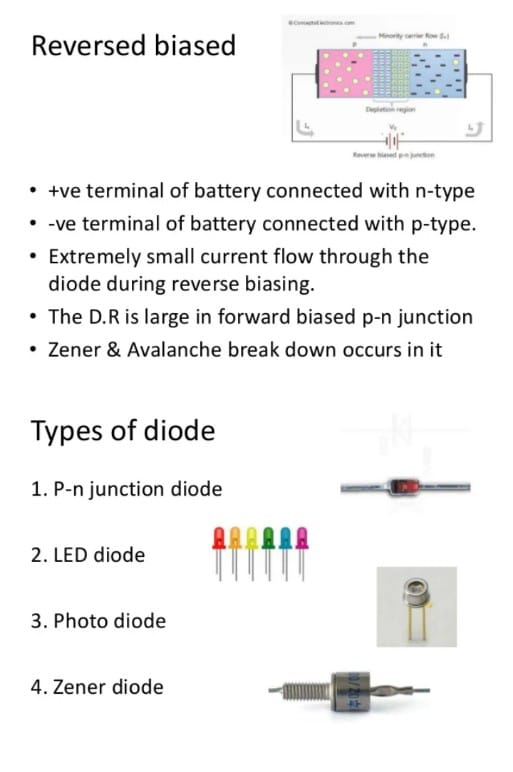 Reversed biased
© ConceptsElectronics.com
Minority carrier flow (Iₛ)
p n
Depletion region
Vᵣ
Iₛ Iₛ
Reverse biased p-n junction
• +ve terminal of battery connected with n-type
• -ve terminal of battery connected with p-type.
• Extremely small current flow through the
diode during reverse biasing.
• The D.R is large in forward biased p-n junction
• Zener & Avalanche break down occurs in it
Types of diode
1. P-n junction diode
2. LED diode
3. Photo diode
4. Zener diode